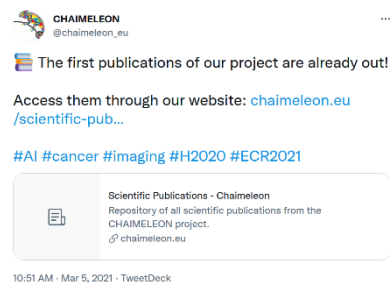 CHAIMELEON
@chaimeleon_eu
The first publications of our project are already out!
Access them through our website: chaimeleon.eu
/scientific-pub...
#AI #cancer #imaging #H2020 #ECR2021
Scientific Publications - Chaimeleon
Repository of all scientific publications from the
CHAIMELEON project.
chaimeleon.eu
10:51 AM · Mar 5, 2021 · TweetDeck